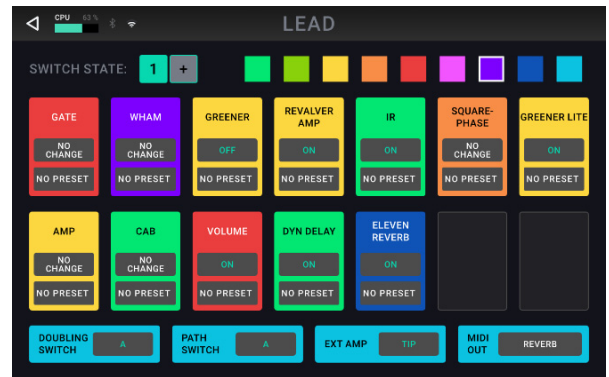 CPU 63 %
LEAD
SWITCH STATE: 1 +
GATE
NO
CHANGE
NO PRESET
WHAM
NO
CHANGE
NO PRESET
GREENER
OFF
NO PRESET
REVALVER
AMP
ON
NO PRESET
IR
ON
NO PRESET
SQUARE-
PHASE
NO
CHANGE
NO PRESET
GREENER LITE
ON
NO PRESET
AMP
NO
CHANGE
NO PRESET
CAB
NO
CHANGE
NO PRESET
VOLUME
ON
NO PRESET
DYN DELAY
ON
NO PRESET
ELEVEN
REVERB
ON
NO PRESET
DOUBLING
SWITCH
A
PATH
SWITCH
A
EXT AMP
TIP
MIDI
OUT
REVERB